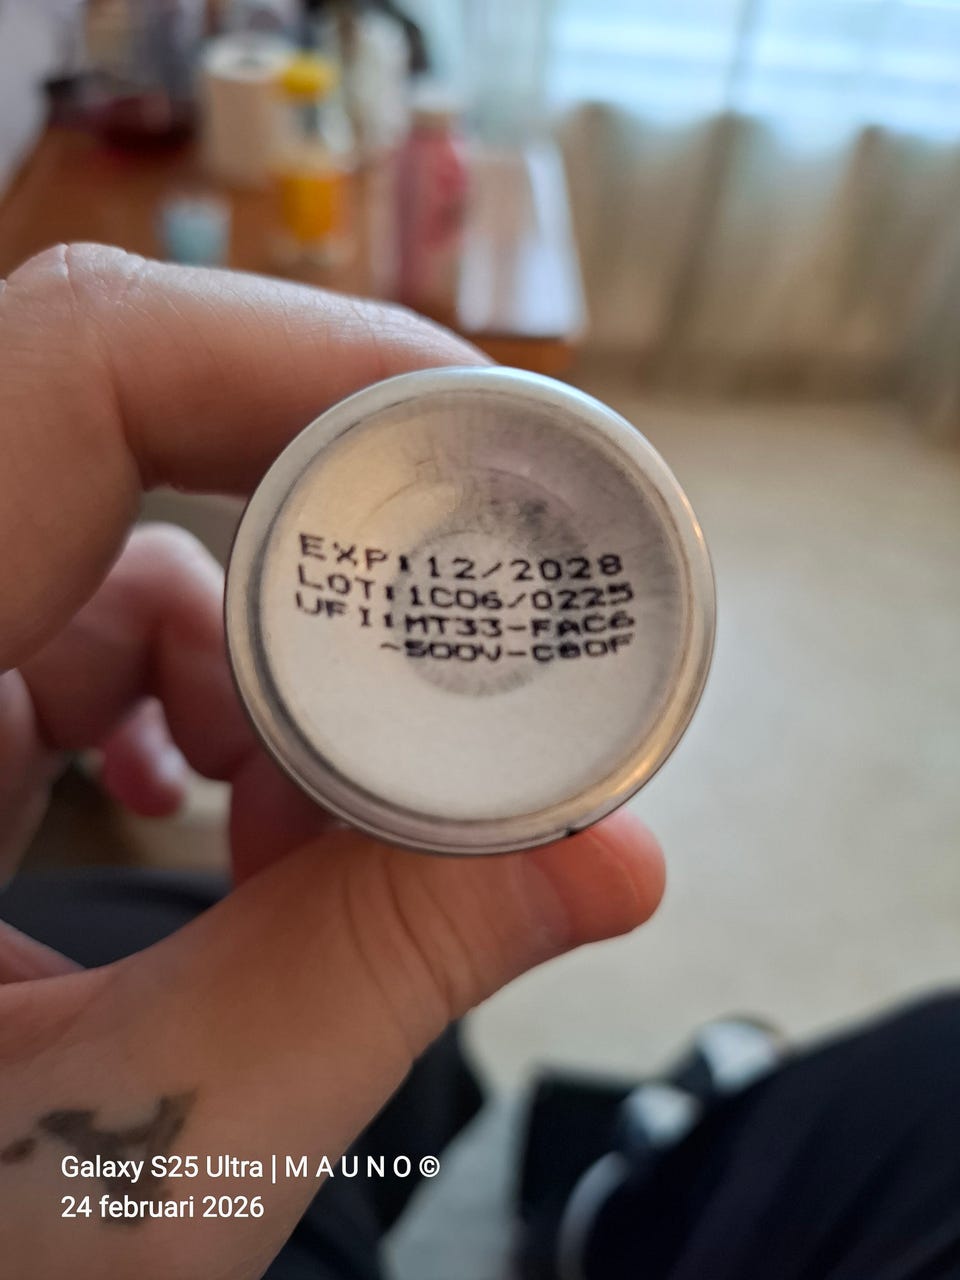 EXP:12/2028
LOT:1C06/0225
UFI:MT33-FAC6
-500V-C80F
Galaxy S25 Ultra | M A U N O ©
24 februari 2026